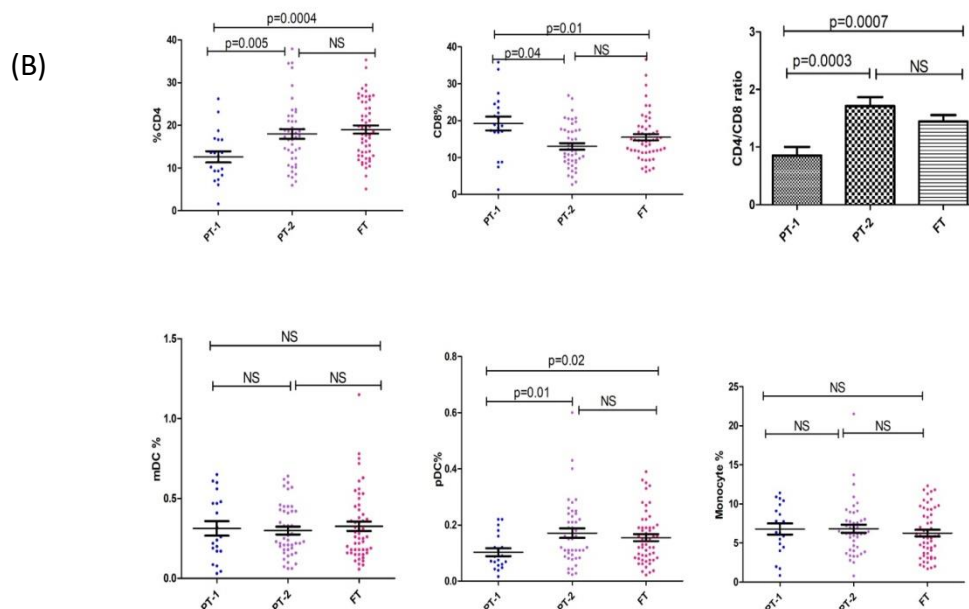 (B)
p=0.0004
p=0.005
NS
%CD4
40
30
20
10
0
PT-1
PT-2
FT
p=0.01
p=0.04
NS
CD8%
40
30
20
10
0
PT-1
PT-2
FT
p=0.0007
p=0.0003
NS
CD4/CD8 ratio
3
2
1
0
PT-1
PT-2
FT
NS
NS
NS
mDC %
1.5
1.0
0.5
0.0
PT-1
PT-2
FT
p=0.02
p=0.01
NS
pDC%
0.8
0.6
0.4
0.2
0.0
PT-1
PT-2
FT
NS
NS
NS
Monocyte %
25
20
15
10
5
0
PT-1
PT-2
FT